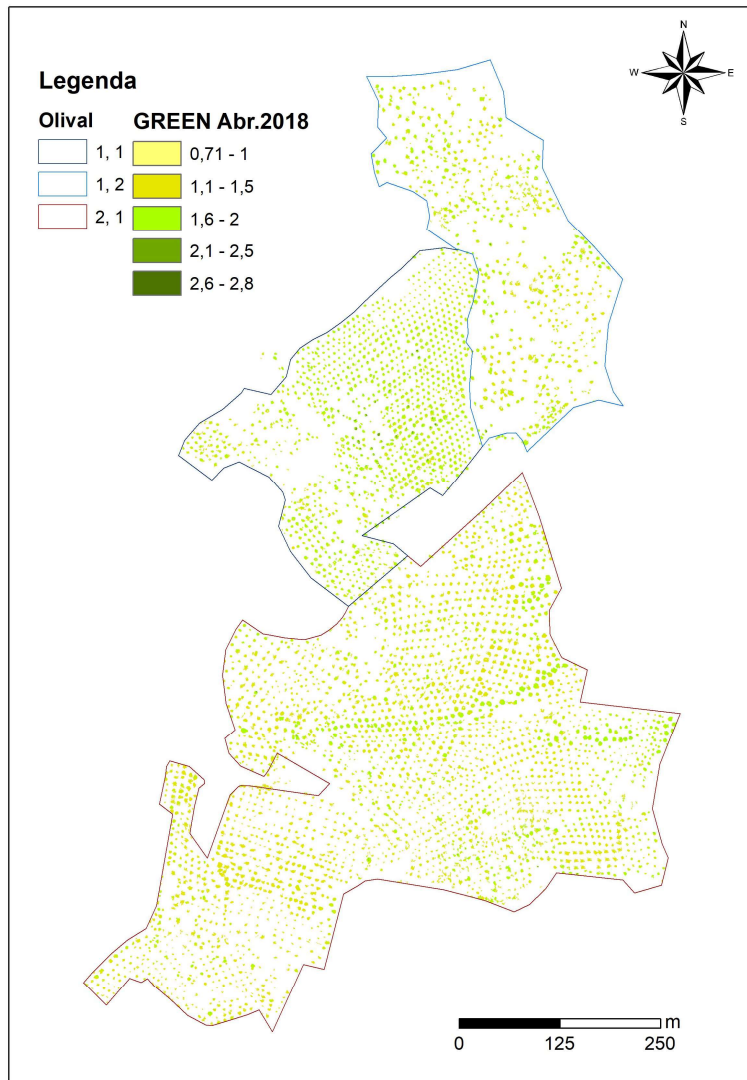 N
W E
S
Legenda
Olival GREEN Abr.2018
1, 1 0,71 - 1
1, 2 1,1 - 1,5
2, 1 1,6 - 2
2,1 - 2,5
2,6 - 2,8
m
0 125 250